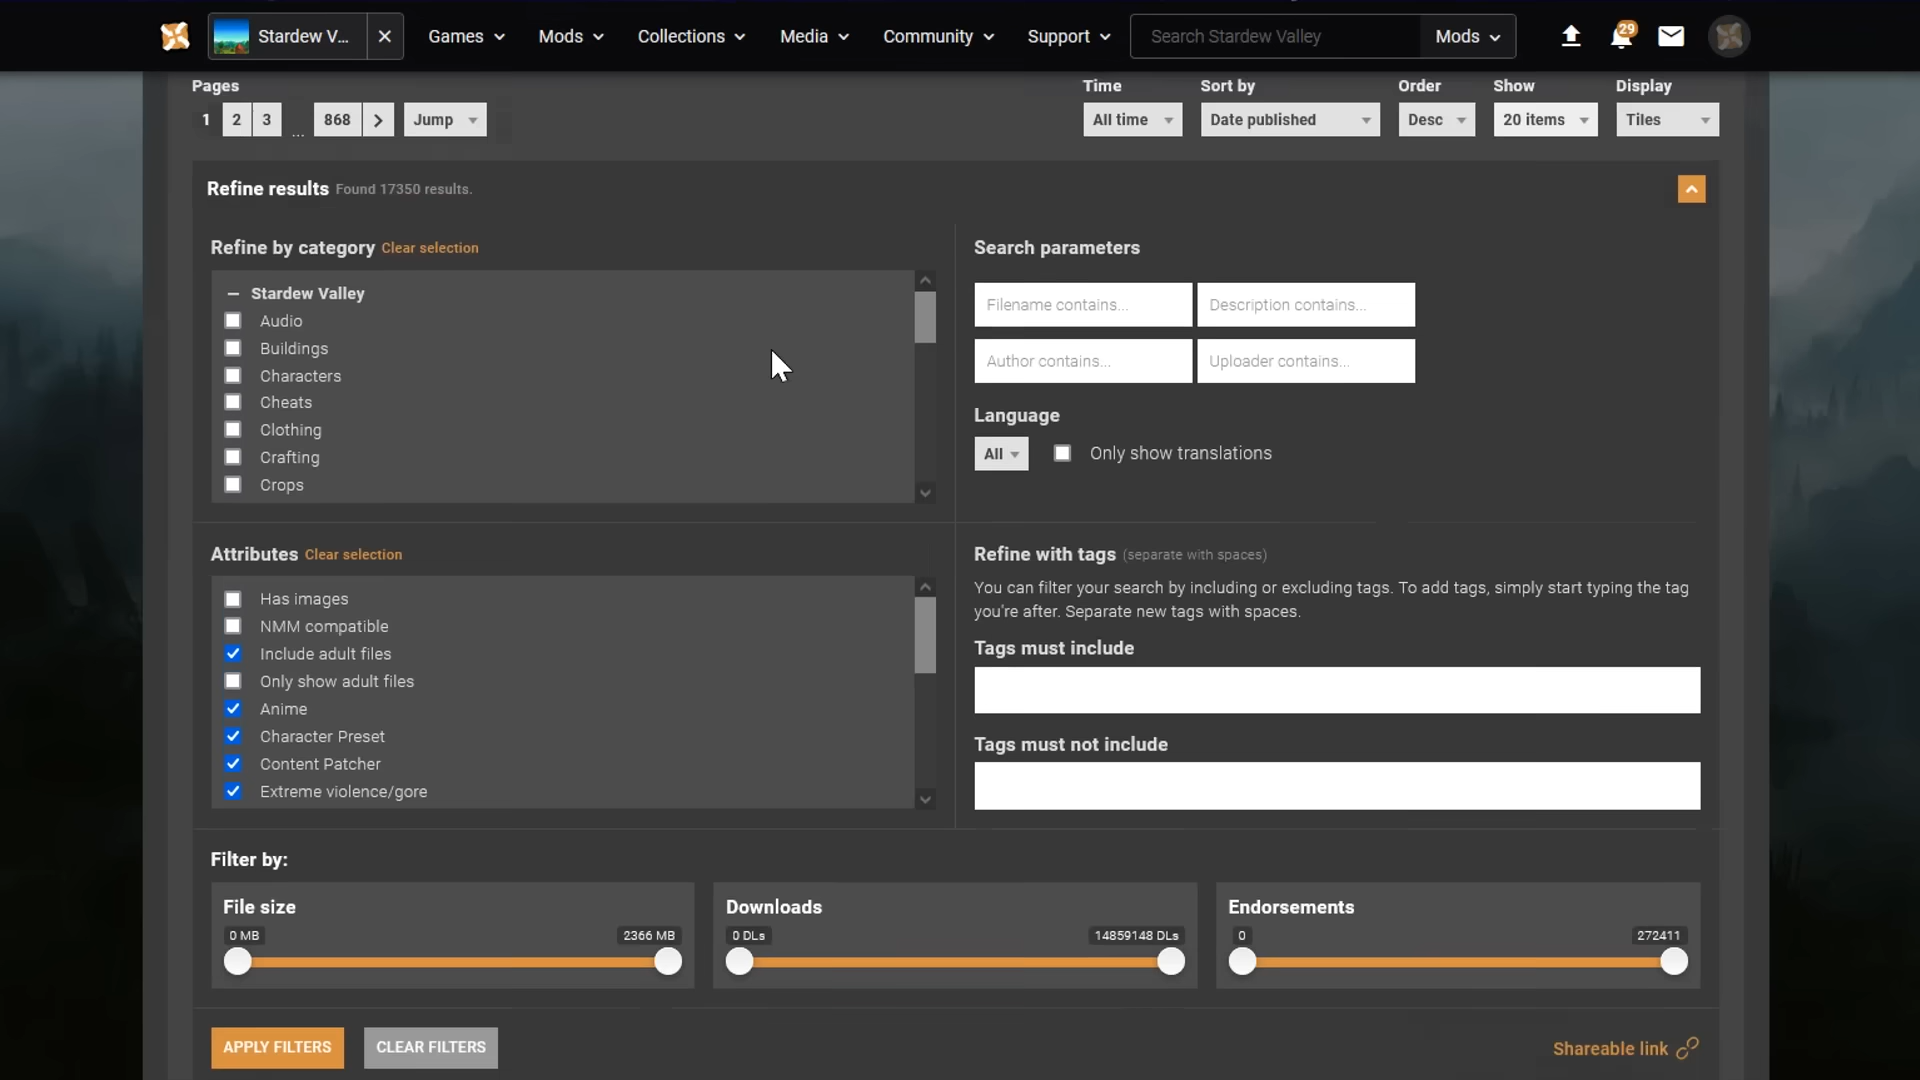 Stardew V...
Games
Mods
Collections
Media
Community
Support
Search Stardew Valley
Mods
29
Pages
Time
Sort by
Order
Show
Display
1
2
3
...
868
Jump
All time
Date published
Desc
20 items
Tiles
Refine results Found 17350 results.
Refine by category Clear selection
Stardew Valley
Audio
Buildings
Characters
Cheats
Clothing
Crafting
Crops
Search parameters
Filename contains...
Description contains...
Author contains...
Uploader contains...
Language
All
Only show translations
Attributes Clear selection
Has images
NMM compatible
Include adult files
Only show adult files
Anime
Character Preset
Content Patcher
Extreme violence/gore
Refine with tags (separate with spaces)
You can filter your search by including or excluding tags. To add tags, simply start typing the tag
you're after. Separate new tags with spaces.
Tags must include
Tags must not include
Filter by:
File size
0 MB
2366 MB
Downloads
0 DLs
14859148 DLs
Endorsements
0
272411
APPLY FILTERS
CLEAR FILTERS
Shareable link